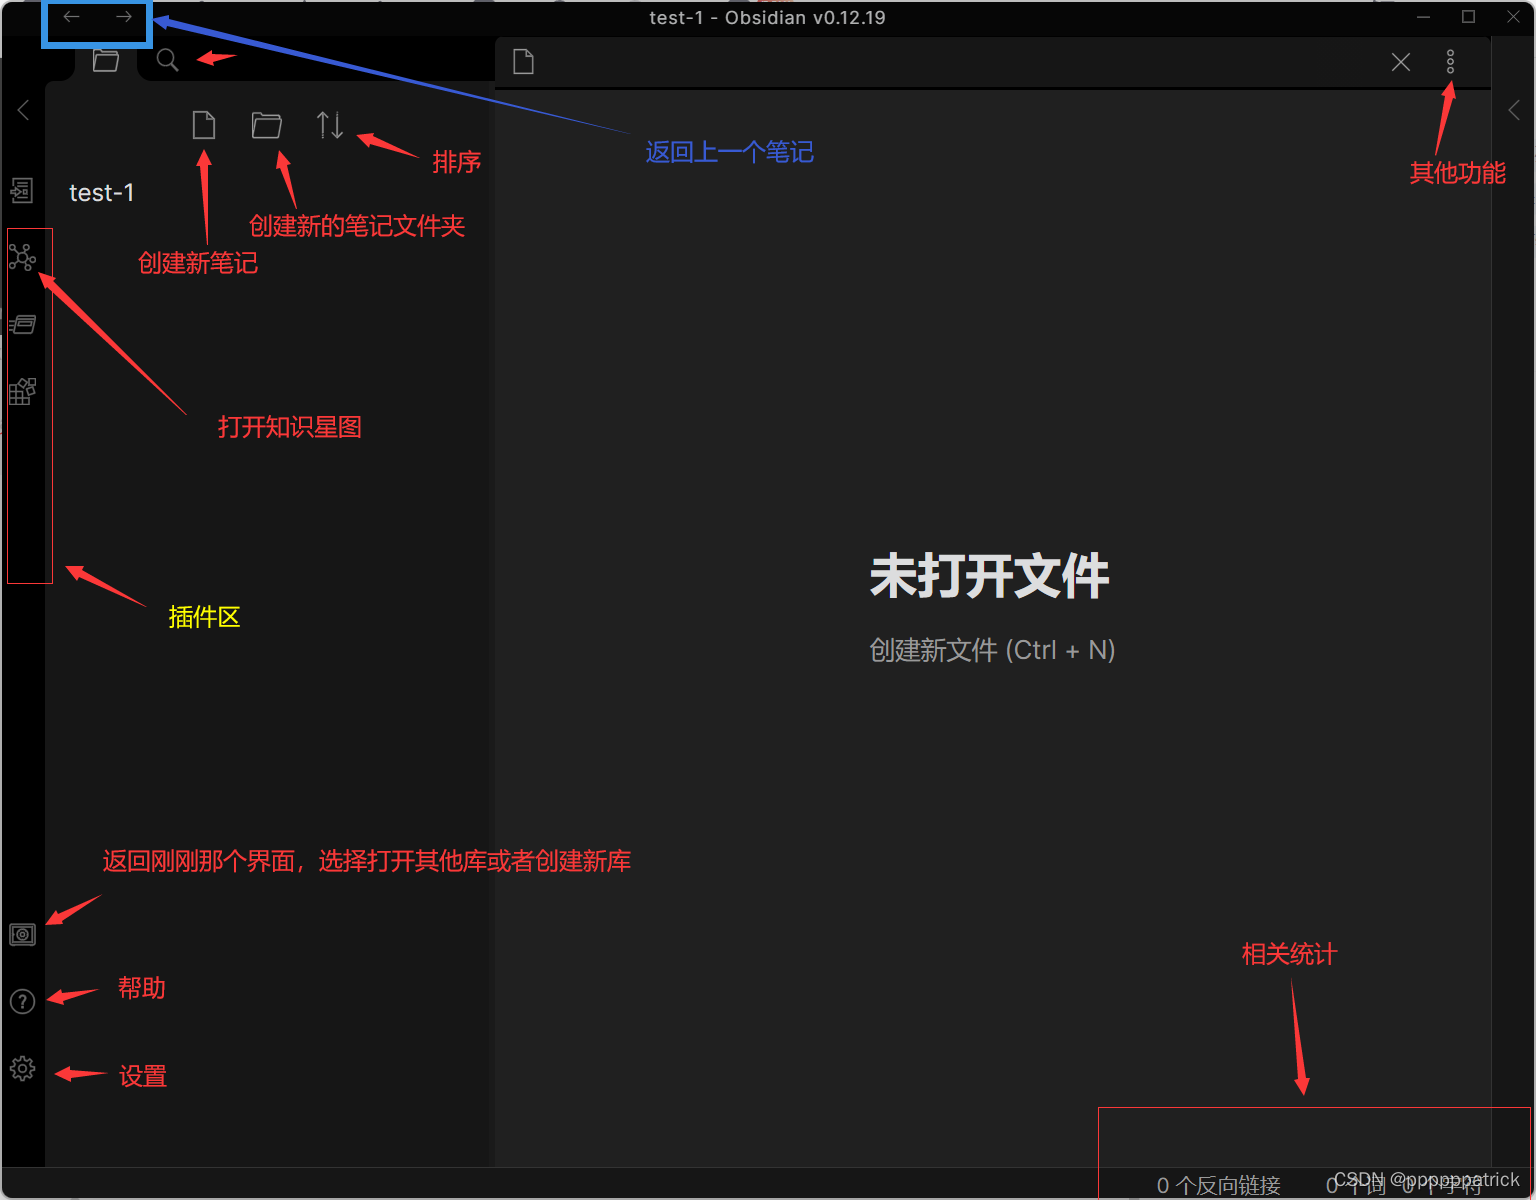 test-1 - Obsidian v0.12.19
返回上一个笔记
排序
其他功能
test-1
创建新的笔记文件夹
创建新笔记
打开知识星图
未打开文件
插件区
创建新文件 (Ctrl + N)
返回刚刚那个界面，选择打开其他库或者创建新库
相关统计
帮助
设置
0 个反向链接
0 个词
0 个字符
CSDN @pppppppatrick